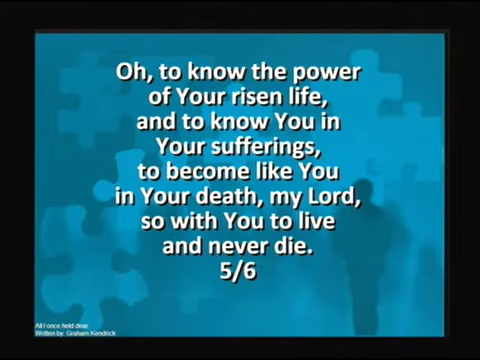 Oh, to know the power
of Your risen life,
and to know You in
Your sufferings,
to become like You
in Your death, my Lord,
so with You to live
and never die.
5/6
All I once held dear
Written by: Graham Kendrick